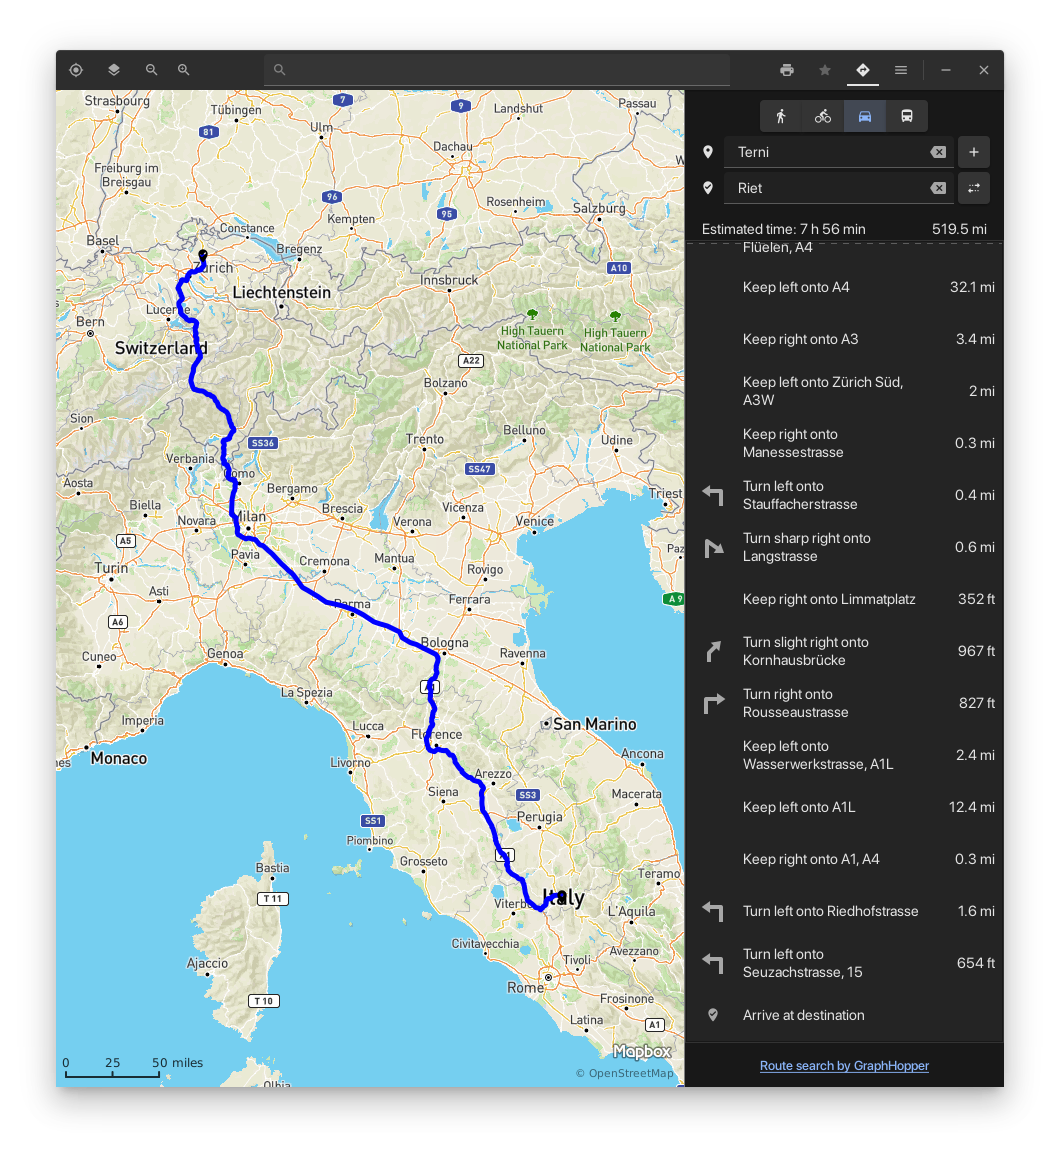 Terni
Riet
Estimated time: 7 h 56 min 519.5 mi
Flüelen, A4
Keep left onto A4 32.1 mi
Keep right onto A3 3.4 mi
Keep left onto Zürich Süd,
A3W 2 mi
Keep right onto
Manessestrasse 0.3 mi
Turn left onto
Stauffacherstrasse 0.4 mi
Turn sharp right onto
Langstrasse 0.6 mi
Keep right onto Limmatplatz 352 ft
Turn slight right onto
Kornhausbrücke 967 ft
Turn right onto
Rousseaustrasse 827 ft
Keep left onto
Wasserwerkstrasse, A1L 2.4 mi
Keep left onto A1L 12.4 mi
Keep right onto A1, A4 0.3 mi
Turn left onto Riedhofstrasse 1.6 mi
Turn left onto
Seuzachstrasse, 15 654 ft
Arrive at destination
Route search by GraphHopper
Strasbourg
7
9
Landshut
Passau
Tübingen
81
Ulm
Dachau
Freiburg im
Breisgau
96
95
Rosenheim
Salzburg
Kempten
Basel
Constance
Bregenz
A10
Innsbruck
Liechtenstein
Lucerne
Bern
High Tauern
National Park
High Tauern
National Park
Switzerland
A22
Bolzano
Sion
Belluno
Trento
Udine
SS36
Verbania
SS47
Aosta
Bergamo
Biella
Brescia
Vicenza
Novara
Milan
Verona
Venice
A5
Pavia
Cremona
Mantua
Turin
Rovigo
Asti
Parma
Ferrara
A 9
A6
Bologna
Cuneo
Genoa
Ravenna
La Spezia
Imperia
Lucca
Florence
San Marino
Monaco
Livorno
Ancona
Arezzo
Siena
SS3
Macerata
SS1
Perugia
Piombino
Grosseto
Bastia
Teramo
T 11
Italy
Viterbo
L'Aquila
Civitavecchia
Avezzano
Ajaccio
Tivoli
Rome
T 10
Frosinone
Latina
A1
Mapbox
0 25 50 miles
© OpenStreetMap
Olbia